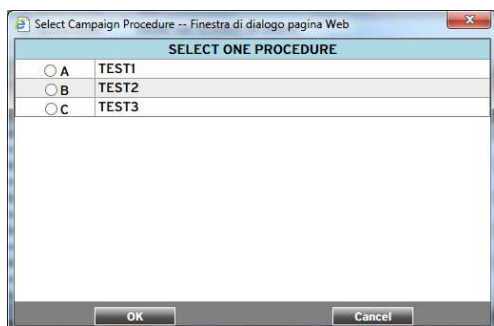 Select Campaign Procedure -- Finestra di dialogo pagina Web
SELECT ONE PROCEDURE
A TEST1
B TEST2
C TEST3
OK Cancel